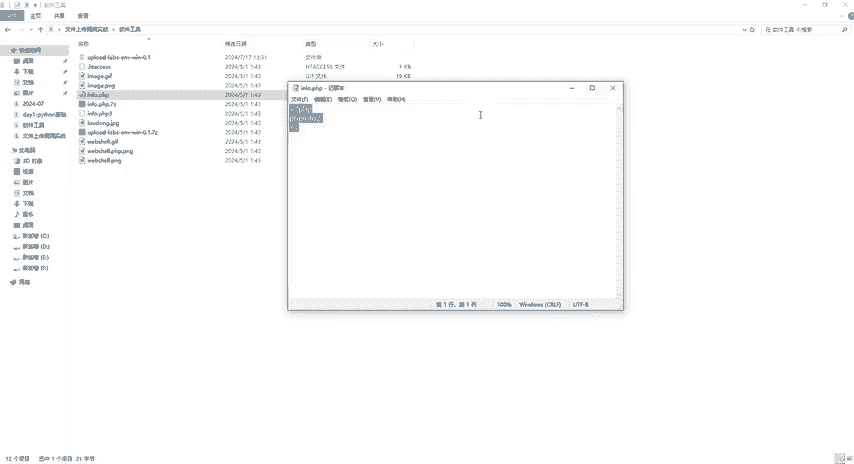 软件工具
主页 共享 查看
文件上传漏洞实战 › 软件工具
在 软件工具 中搜索
名称 修改日期 类型 大小
快速访问
桌面
下载
文档
图片
2024-07
day1-python基础
软件工具
文件上传漏洞实战
此电脑
3D 对象
视频
图片
文档
下载
音乐
桌面
新加卷 (C:)
新加卷 (D:)
新加卷 (E:)
新加卷 (F:)
网络
upload-labs-env-win-0.1 2024/7/17 13:31 文件夹
.htaccess 2024/5/1 1:43 HTACCESS 文件 1 KB
image.gif 2024/5/1 1:43 GIF 文件 19 KB
image.png 2024/5/1 1:43
info.php 2024/5/1 1:43
info.php.7z 2024/5/1 1:43
info.php3 2024/5/1 1:43
loudong.jpg 2024/5/1 1:43
upload-labs-env-win-0.1.7z 2024/5/1 1:43
webshell.gif 2024/5/1 1:43
webshell.php.png 2024/5/1 1:43
webshell.png 2024/5/1 1:43
info.php - 记事本
文件(F) 编辑(E) 格式(O) 查看(V) 帮助(H)
<?php
phpinfo();
?>
第 1 行，第 1 列 100% Windows (CRLF) UTF-8
12 个项目 选中 1 个项目 21 字节